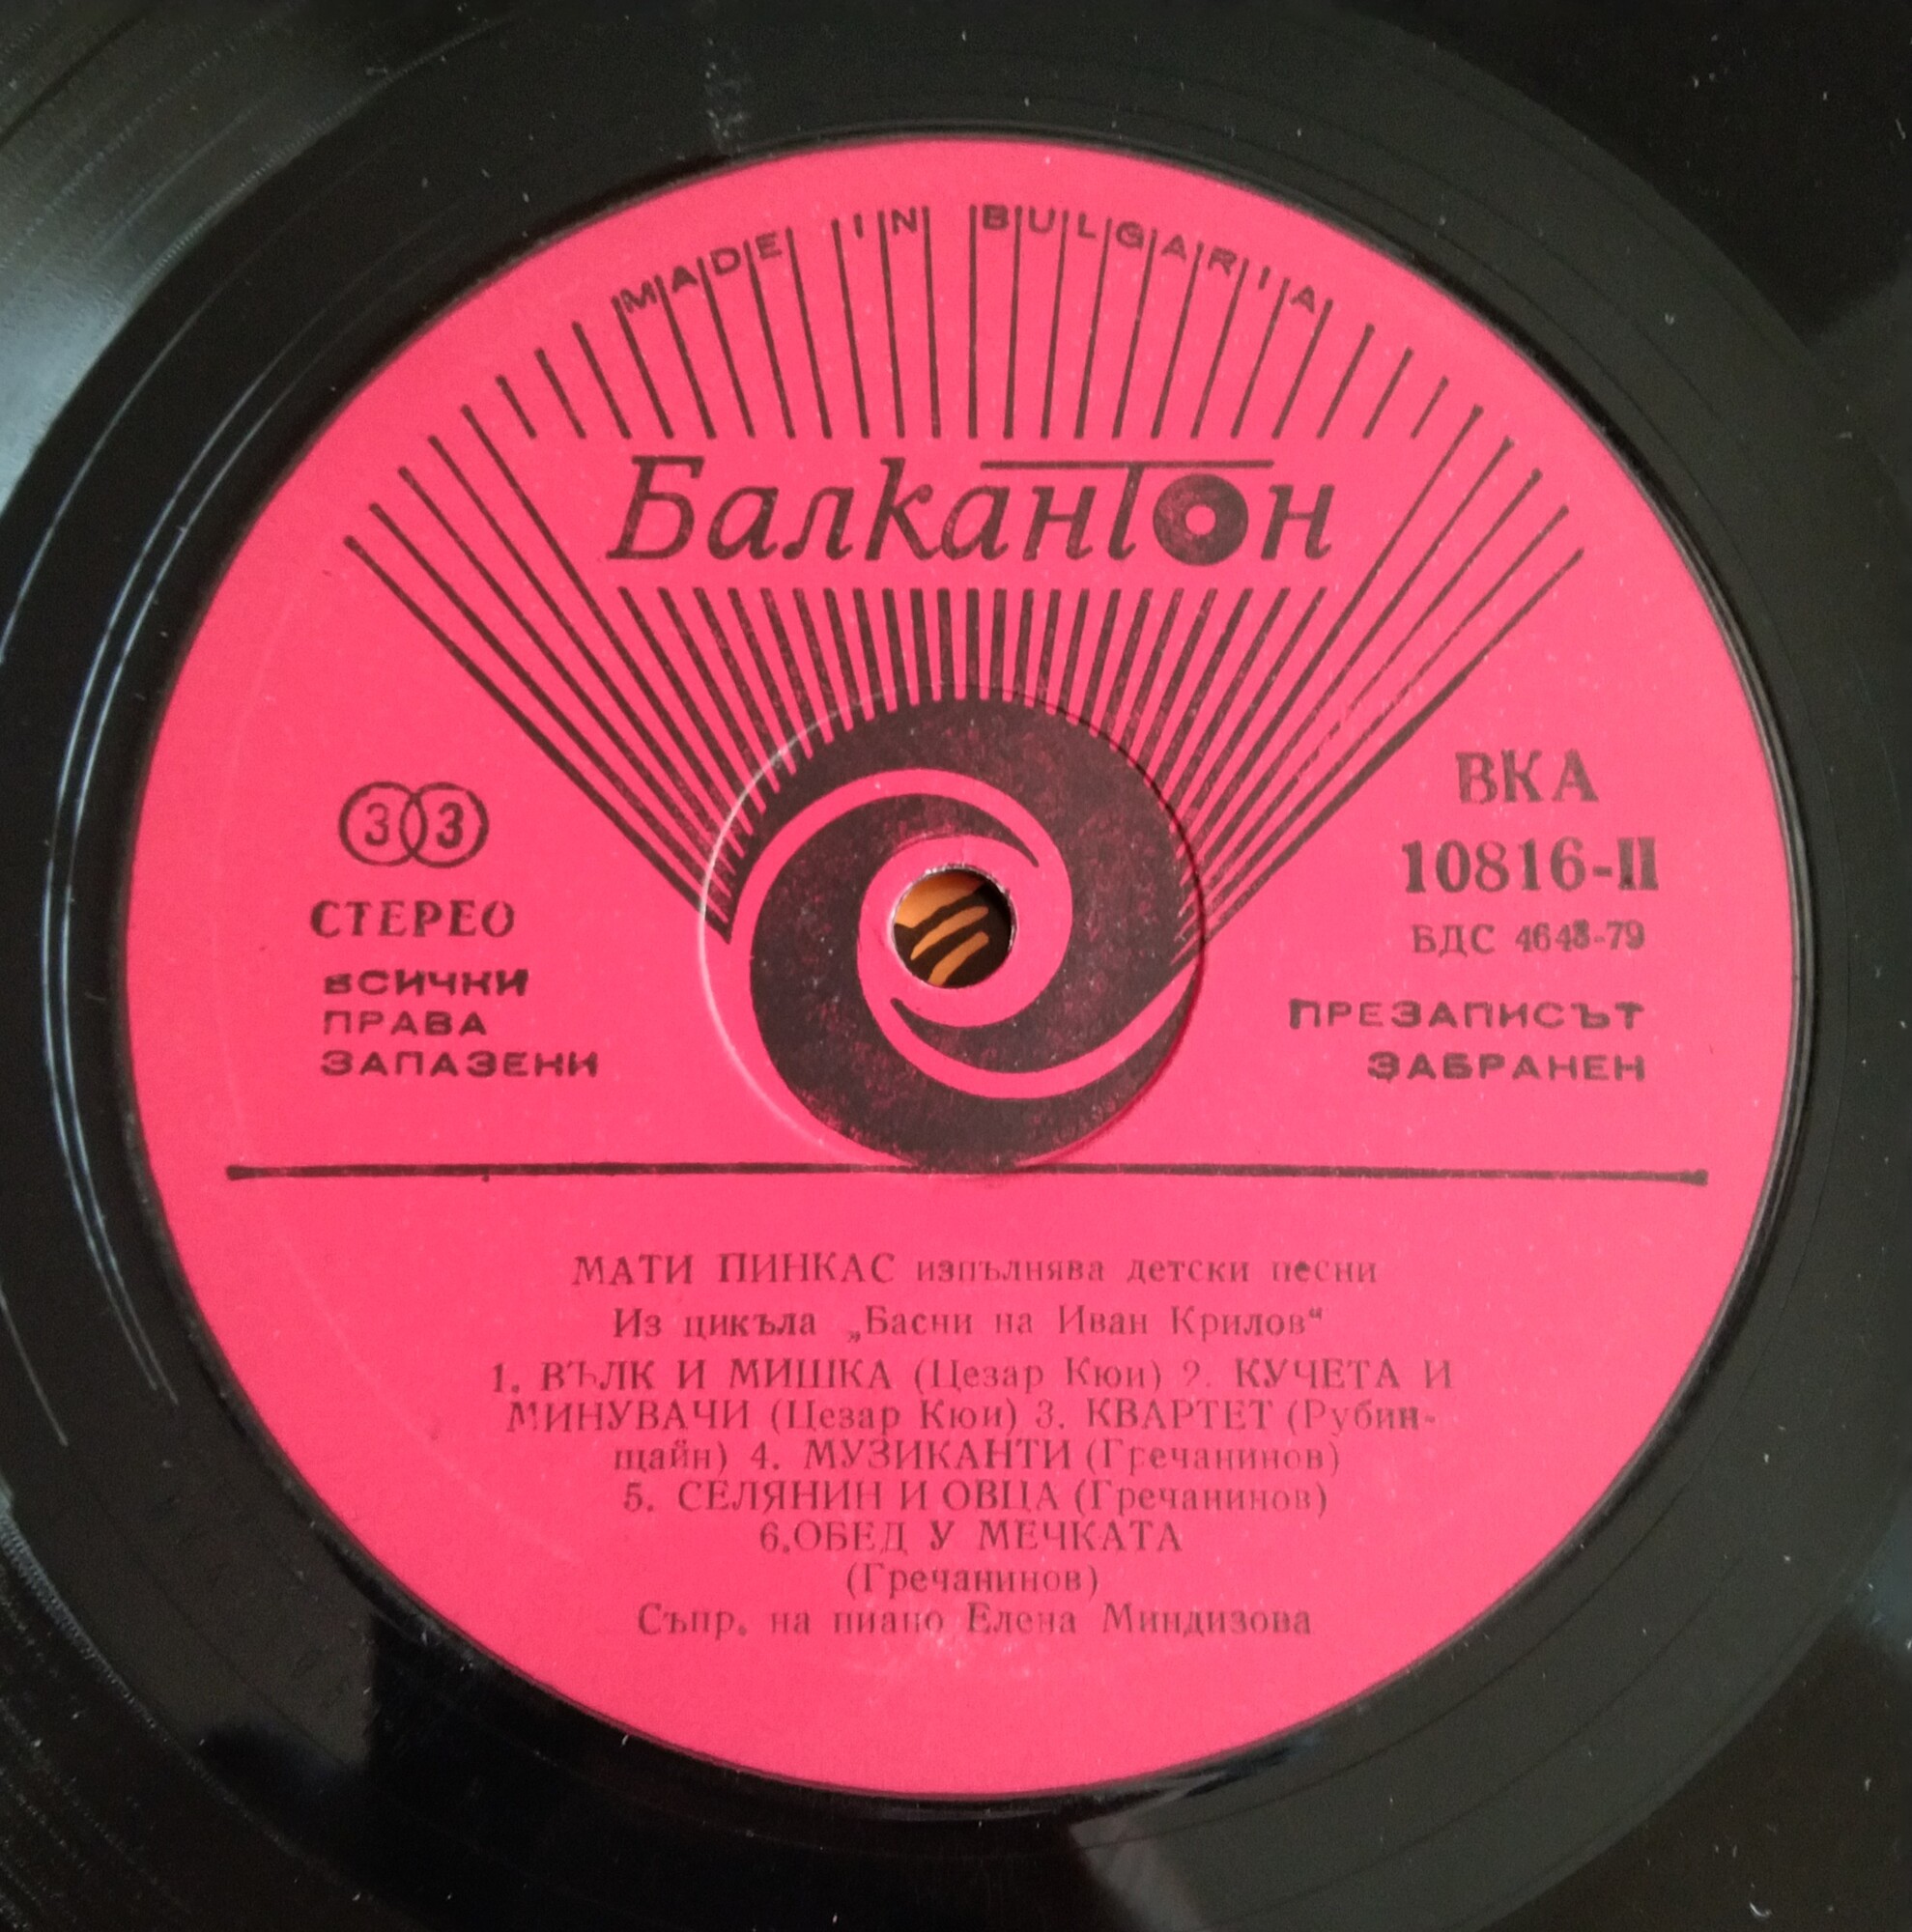 MADE IN BULGARIA
Балкантон
33
СТЕРЕО
ВСИЧКИ
ПРАВА
ЗАПАЗЕНИ
ВКА
10816-II
БДС 4648-79
ПРЕЗАПИСЪТ
ЗАБРАНЕН
МАТИ ПИНКАС изпълнява детски песни
Из цикъла „Басни на Иван Крилов“
1. ВЪЛК И МИШКА (Цезар Кюи) 2. КУЧЕТА И
МИНУВАЧИ (Цезар Кюи) 3. КВАРТЕТ (Рубин-
щайн) 4. МУЗИКАНТИ (Гречанинов)
5. СЕЛЯНИН И ОВЦА (Гречанинов)
6.ОБЕД У МЕЧКАТА
(Гречанинов)
Съпр. на пиано Елена Миндизова